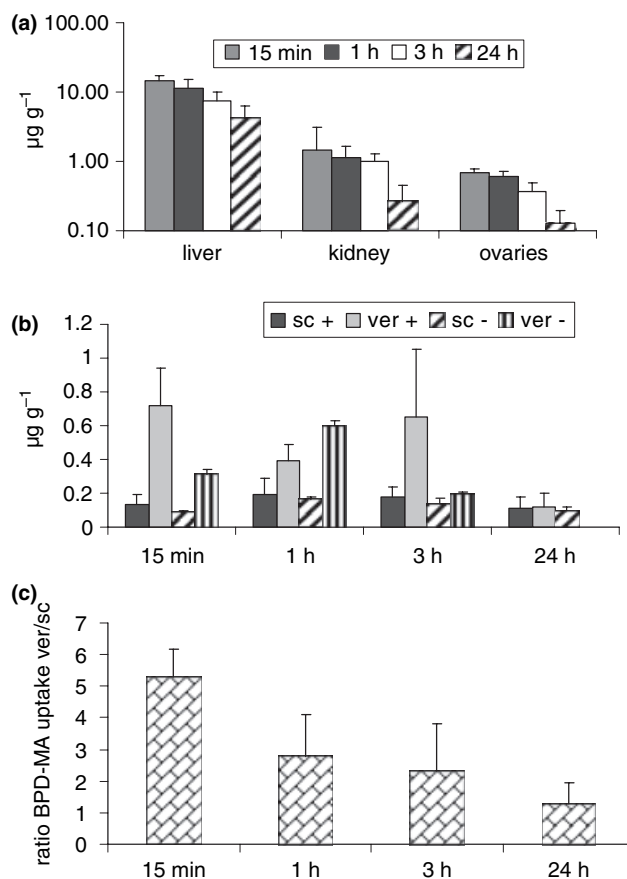 (a)
15 min 1 h 3 h 24 h
µg g⁻¹
100.00
10.00
1.00
0.10
liver kidney ovaries
(b)
sc + ver + sc - ver -
µg g⁻¹
1.2
1
0.8
0.6
0.4
0.2
0
15 min 1 h 3 h 24 h
(c)
ratio BPD-MA uptake ver/sc
7
6
5
4
3
2
1
0
15 min 1 h 3 h 24 h